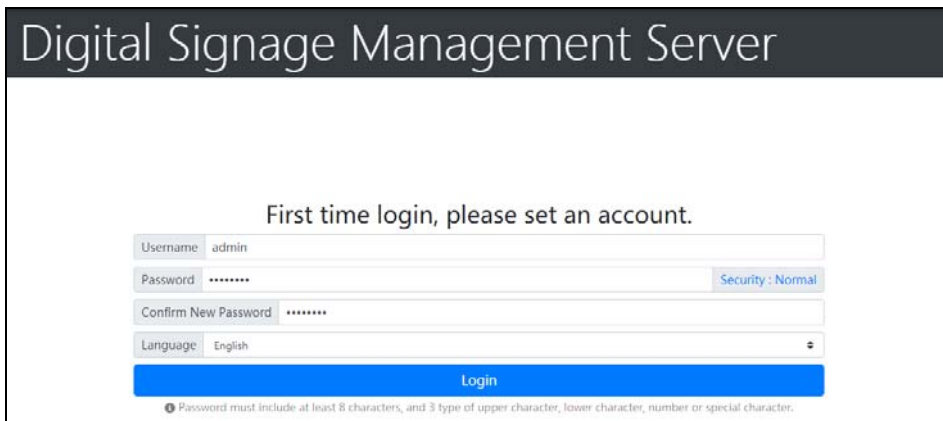 Digital Signage Management Server
First time login, please set an account.
Username admin
Password •••••••• Security : Normal
Confirm New Password ••••••••
Language English
Login
Password must include at least 8 characters, and 3 type of upper character, lower character, number or special character.